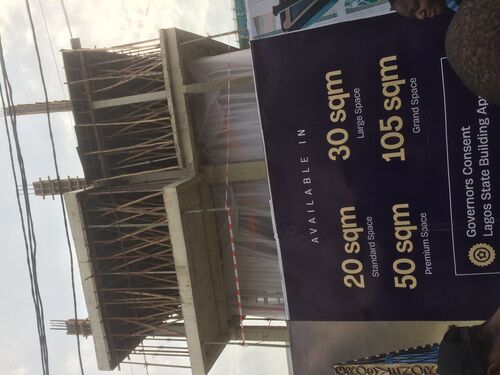 AVAILABLE IN
20 sqm
Standard Space
30 sqm
Large Space
50 sqm
Premium Space
105 sqm
Grand Space
Governors Consent
Lagos State Building